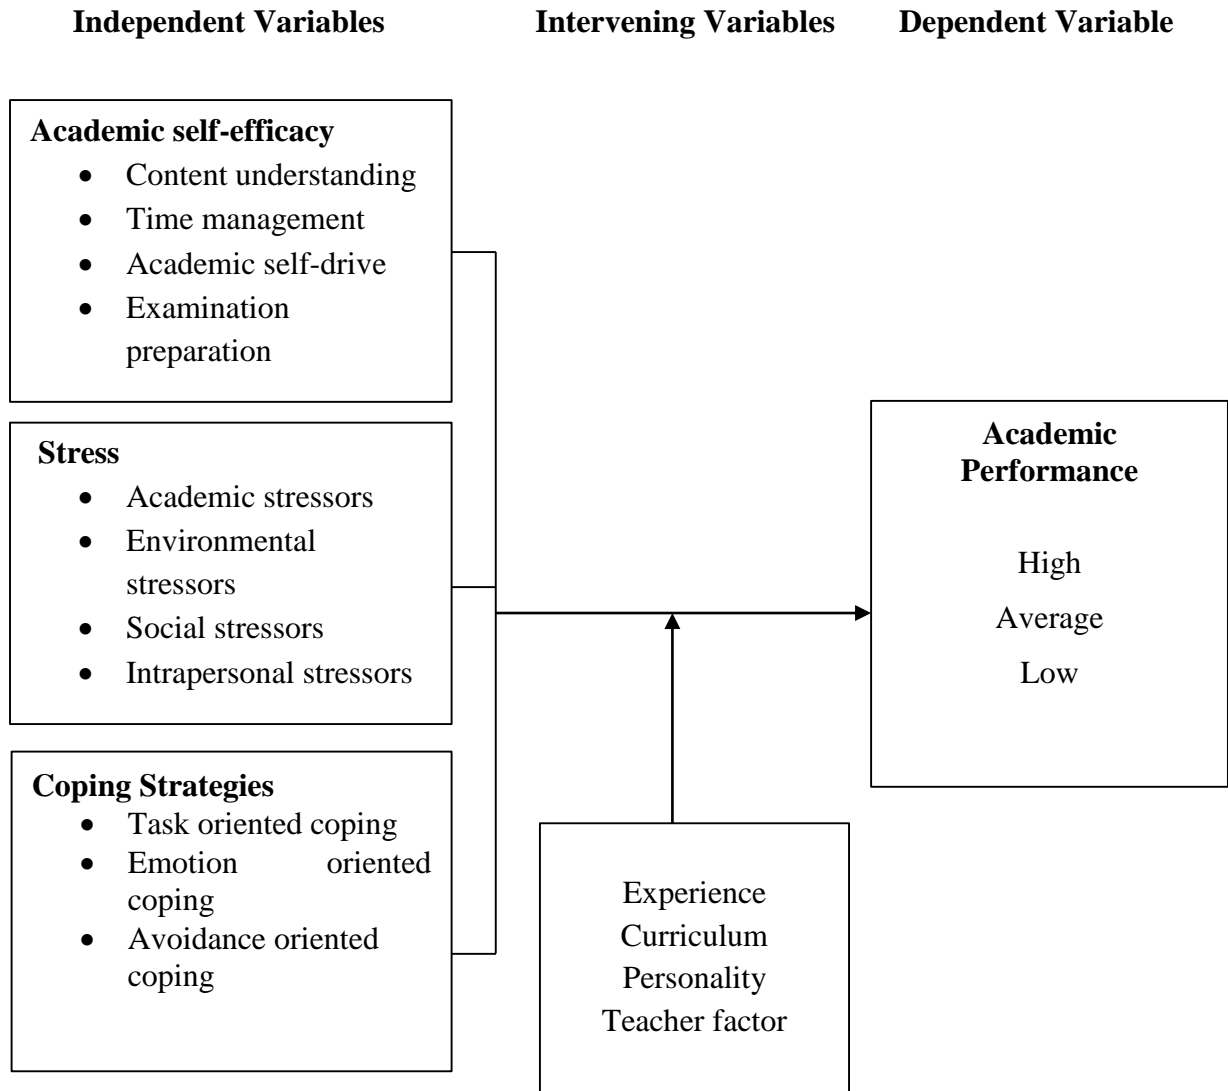 Independent Variables
Intervening Variables
Dependent Variable
Academic self-efficacy
• Content understanding
• Time management
• Academic self-drive
• Examination
preparation
Stress
• Academic stressors
• Environmental
stressors
• Social stressors
• Intrapersonal stressors
Coping Strategies
• Task oriented coping
• Emotion oriented
coping
• Avoidance oriented
coping
Experience
Curriculum
Personality
Teacher factor
Academic
Performance
High
Average
Low